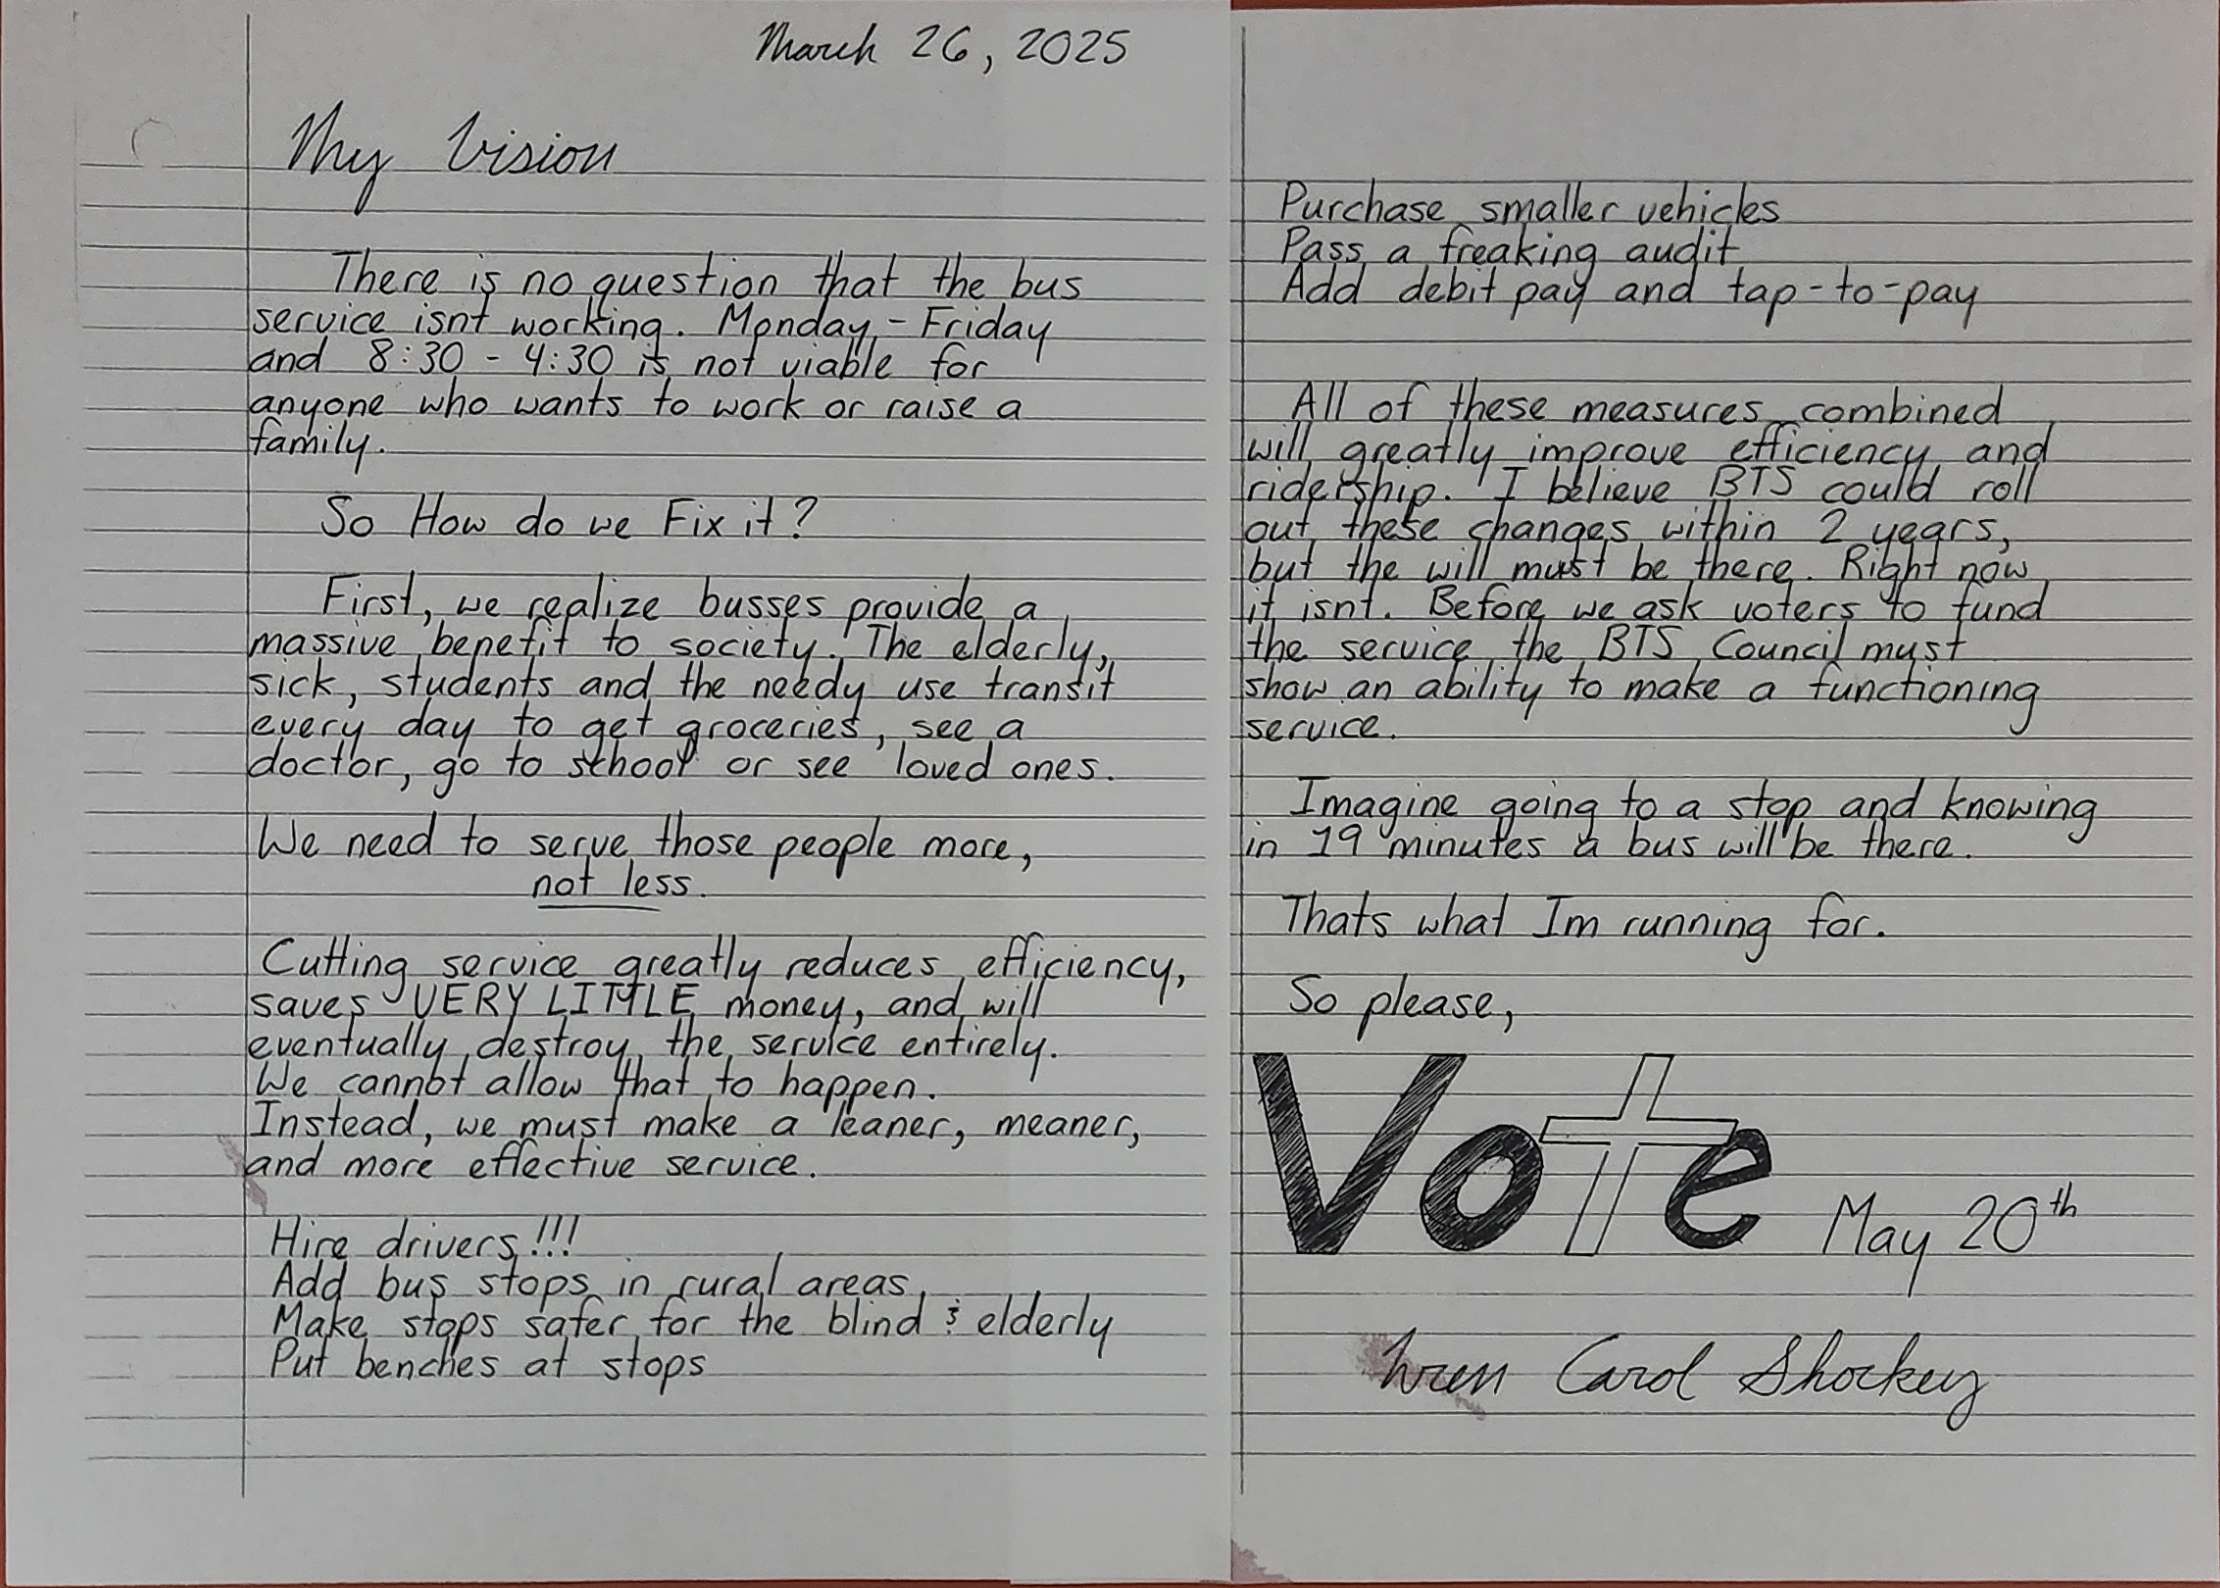 March 26, 2025
My Vision
There is no question that the bus
service isnt working. Monday - Friday
and 8:30 - 4:30 is not viable for
anyone who wants to work or raise a
family.
So How do we Fix it?
First, we realize busses provide a
massive benefit to society. The elderly,
sick, students and the needy use transit
every day to get groceries, see a
doctor, go to school or see loved ones.
We need to serve those people more,
not less.
Cutting service greatly reduces efficiency,
saves VERY LITTLE money, and will
eventually destroy the service entirely.
We cannot allow that to happen.
Instead, we must make a leaner, meaner,
and more effective service.
Hire drivers!!!
Add bus stops in rural areas
Make stops safer for the blind & elderly
Put benches at stops
Purchase smaller vehicles
Pass a freaking audit
Add debit pay and tap-to-pay
All of these measures combined
will greatly improve efficiency and
ridership. I believe BTS could roll
out these changes within 2 years,
but the will must be there. Right now
it isnt. Before we ask voters to fund
the service the BTS Council must
show an ability to make a functioning
service.
Imagine going to a stop and knowing
in 19 minutes a bus will be there.
Thats what Im running for.
So please,
Vote May 20th
Wren Carol Shockey